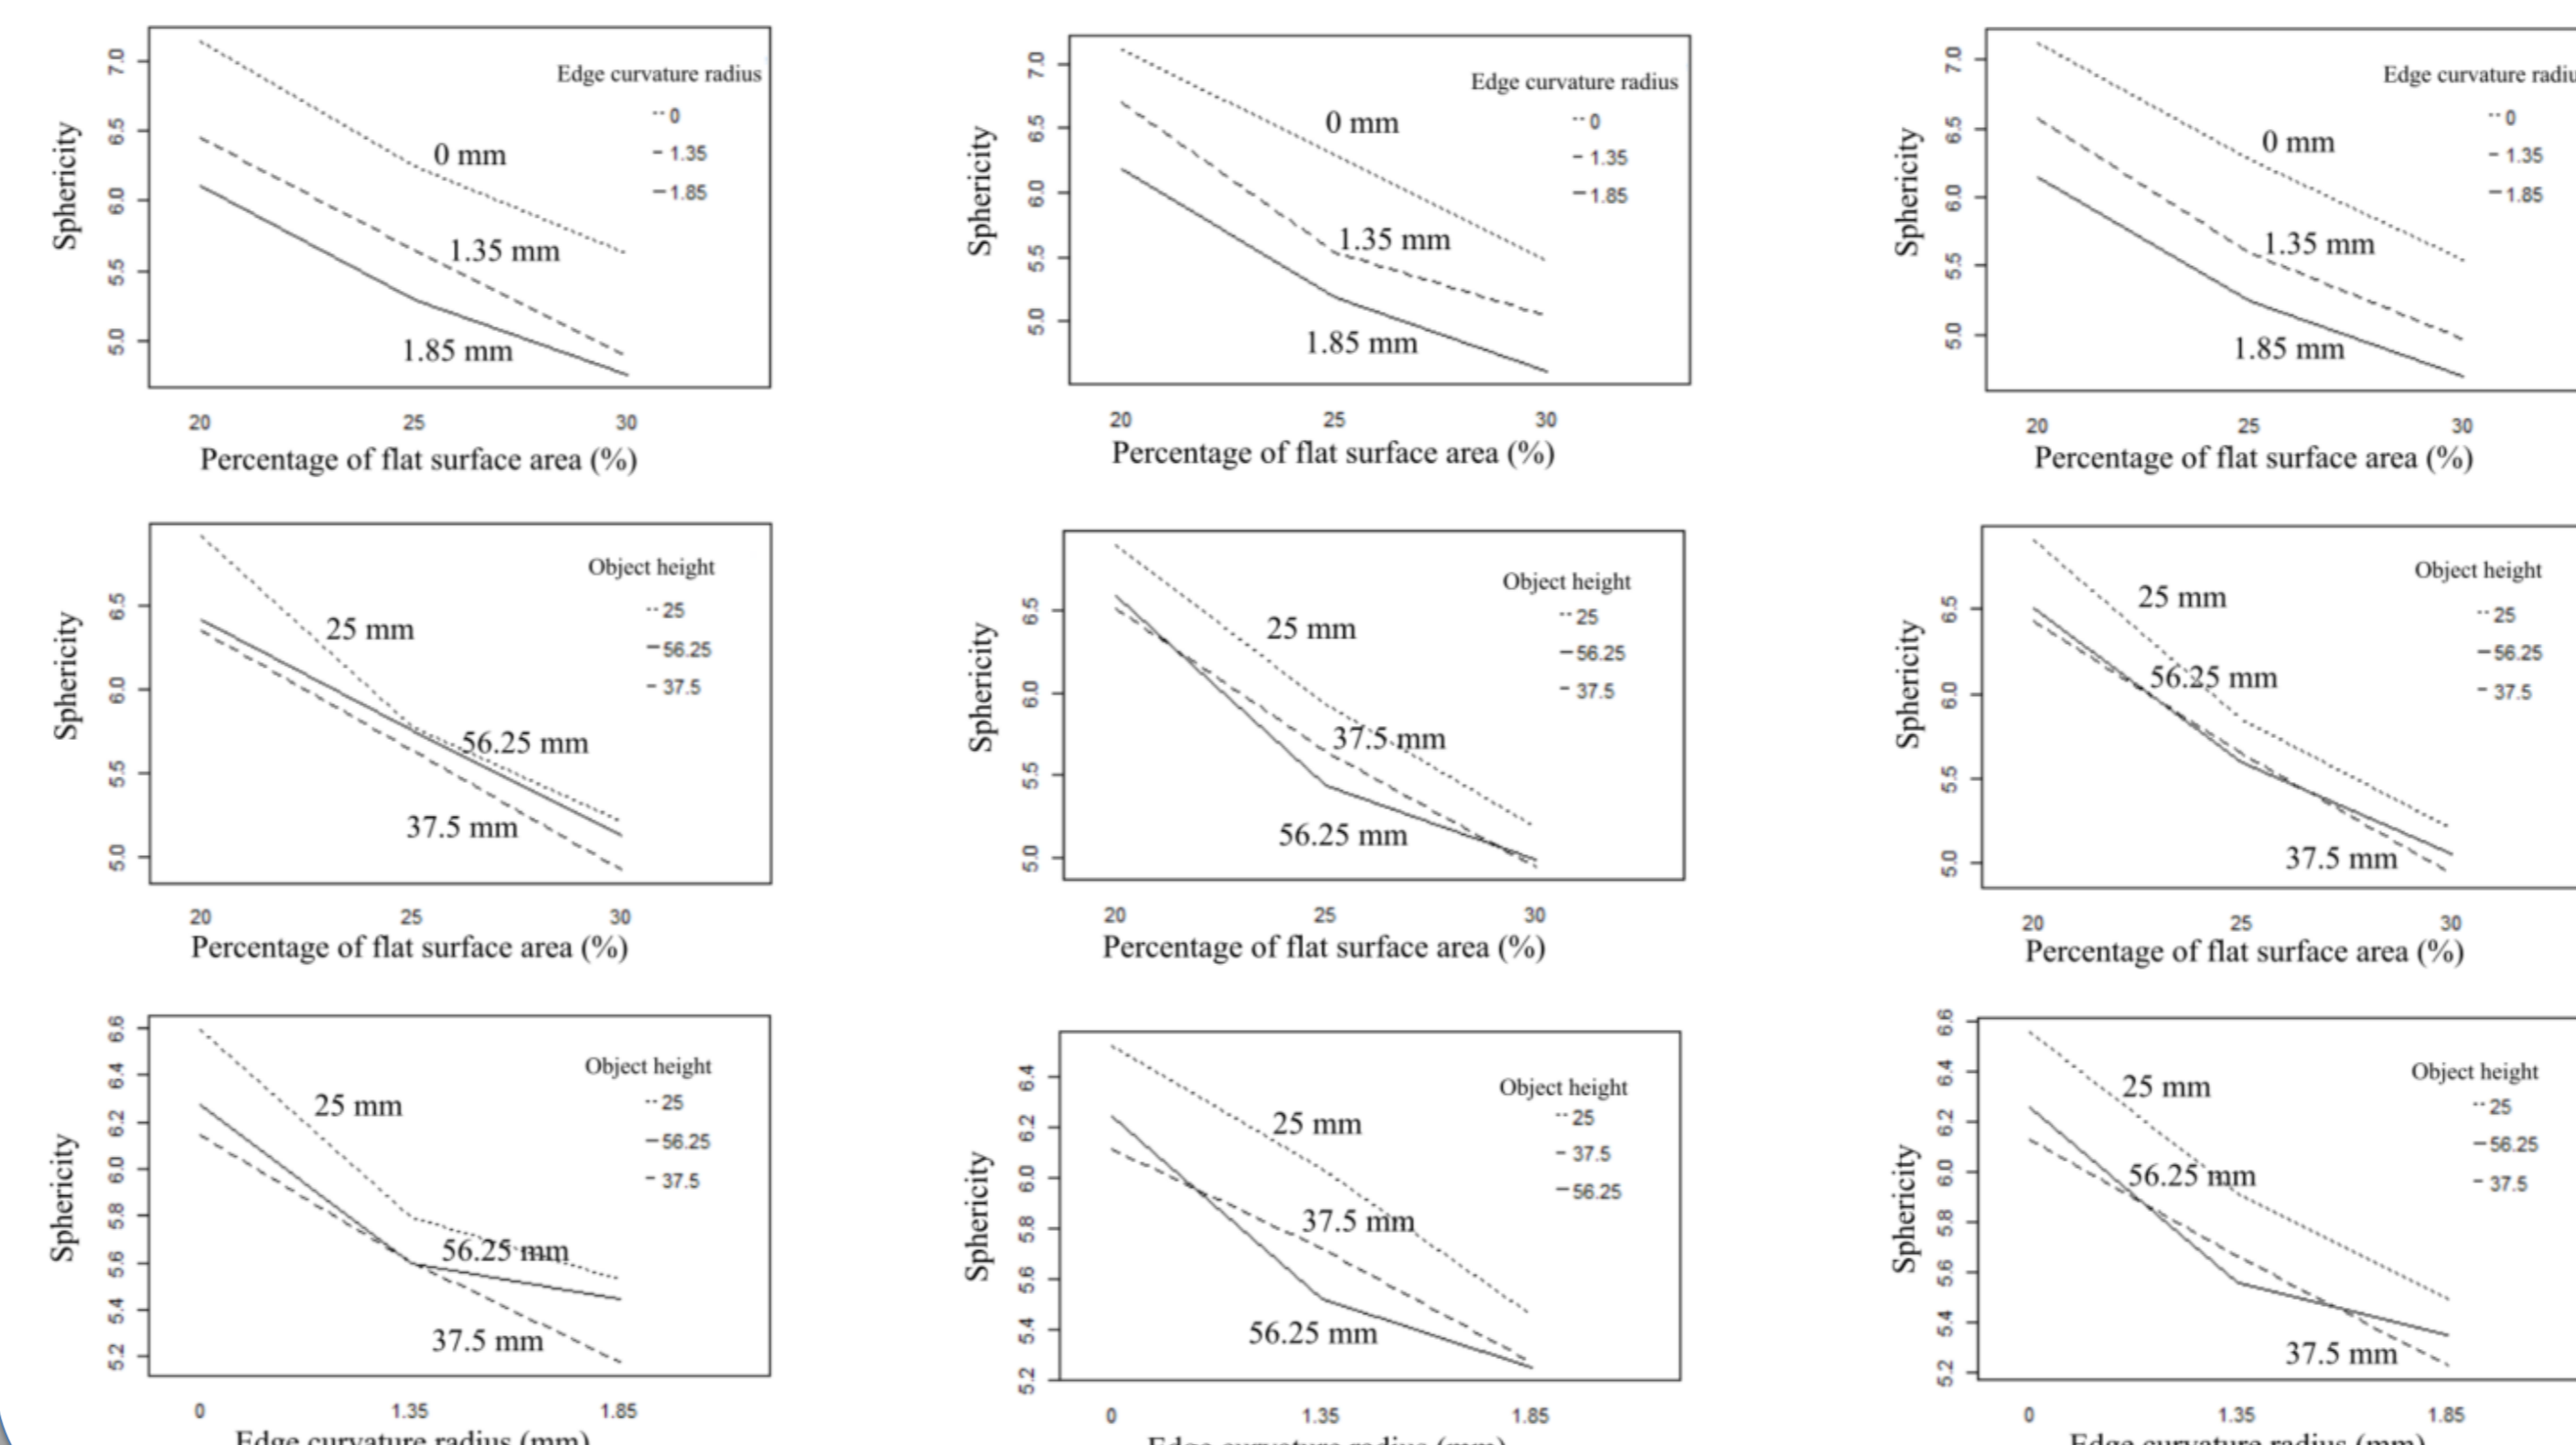 7.0
6.5
6.0
5.5
5.0
Sphericity
Edge curvature radius
0
1.35
1.85
0 mm
1.35 mm
1.85 mm
20 25 30
Percentage of flat surface area (%)
7.0
6.5
6.0
5.5
5.0
Sphericity
Edge curvature radius
0
1.35
1.85
0 mm
1.35 mm
1.85 mm
20 25 30
Percentage of flat surface area (%)
7.0
6.5
6.0
5.5
5.0
Sphericity
Edge curvature radiu
0
1.35
1.85
0 mm
1.35 mm
1.85 mm
20 25 30
Percentage of flat surface area (%)
6.5
6.0
5.5
5.0
Sphericity
Object height
25
56.25
37.5
25 mm
56.25 mm
37.5 mm
20 25 30
Percentage of flat surface area (%)
6.5
6.0
5.5
5.0
Sphericity
Object height
25
56.25
37.5
25 mm
37.5 mm
56.25 mm
20 25 30
Percentage of flat surface area (%)
6.5
6.0
5.5
5.0
Sphericity
Object height
25
56.25
37.5
25 mm
56.25 mm
37.5 mm
20 25 30
Percentage of flat surface area (%)
6.6
6.4
6.2
6.0
5.8
5.6
5.4
5.2
Sphericity
Object height
25
56.25
37.5
25 mm
56.25 mm
37.5 mm
0 1.35 1.85
Edge curvature radius (mm)
6.4
6.2
6.0
5.8
5.6
5.4
5.2
Sphericity
Object height
25
37.5
56.25
25 mm
37.5 mm
56.25 mm
0 1.35 1.85
Edge curvature radius (mm)
6.6
6.4
6.2
6.0
5.8
5.6
5.4
5.2
Sphericity
Object height
25
56.25
37.5
25 mm
56.25 mm
37.5 mm
0 1.35 1.85
Edge curvature radius (mm)